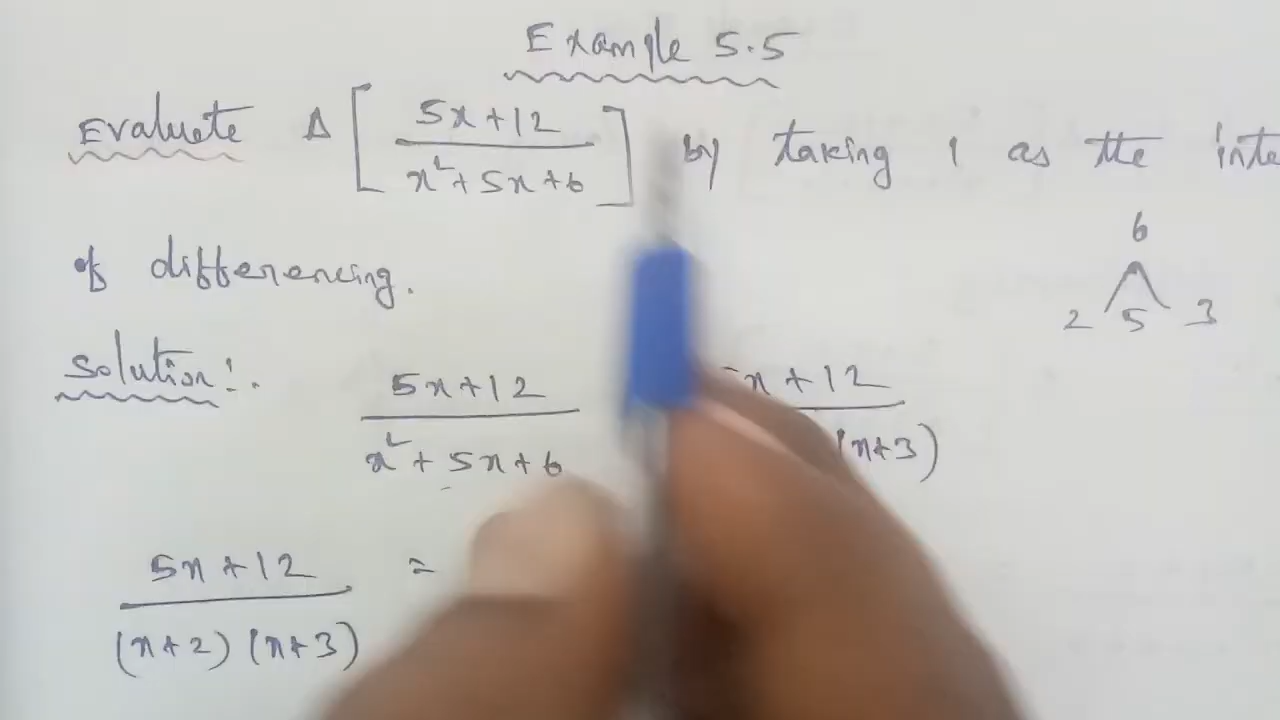 Example 5.5
Evaluate Δ [ 5x+12 / x²+5x+6 ] by taking 1 as the inte
6
of differencing.
2 5 3
Solution:.
5x+12 / x²+5x+6 x+12 / (x+3)
5x+12 / (x+2)(x+3) =